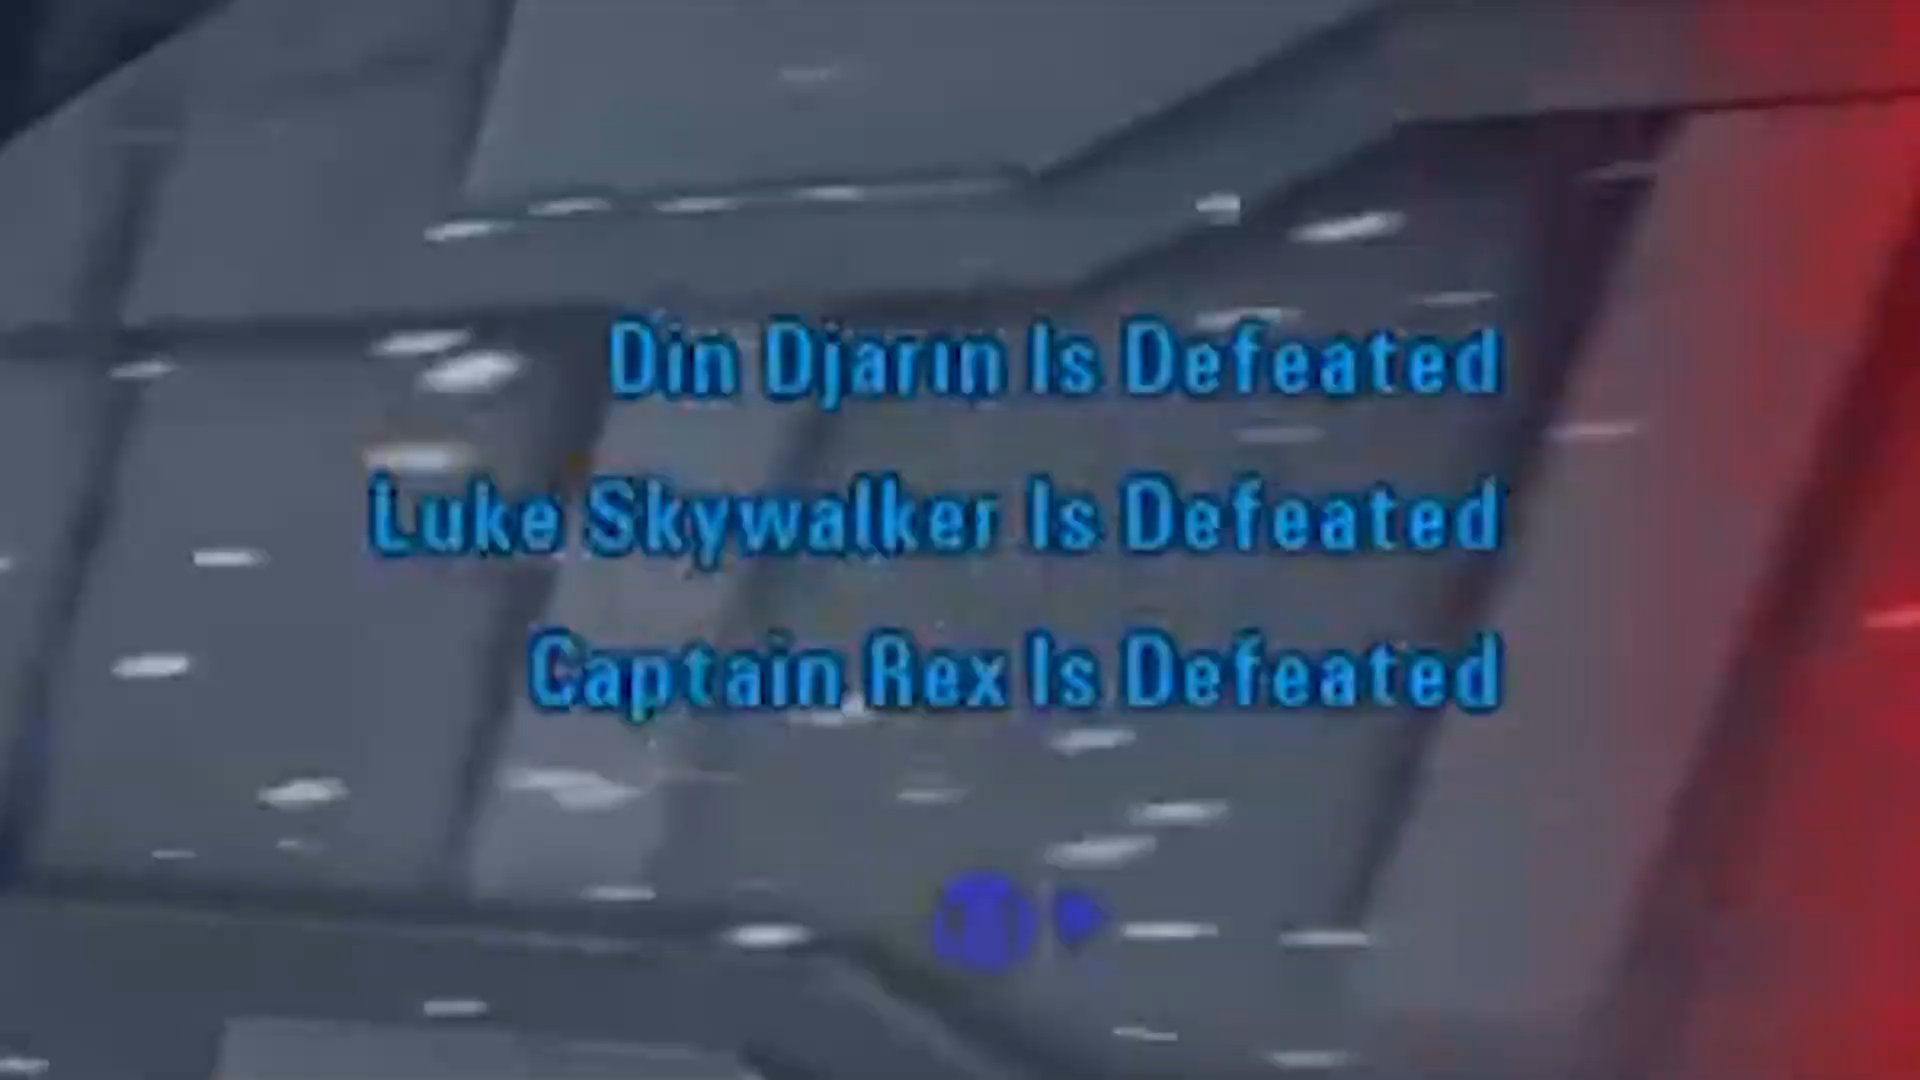 Din Djarin Is Defeated
Luke Skywalker Is Defeated
Captain Rex Is Defeated